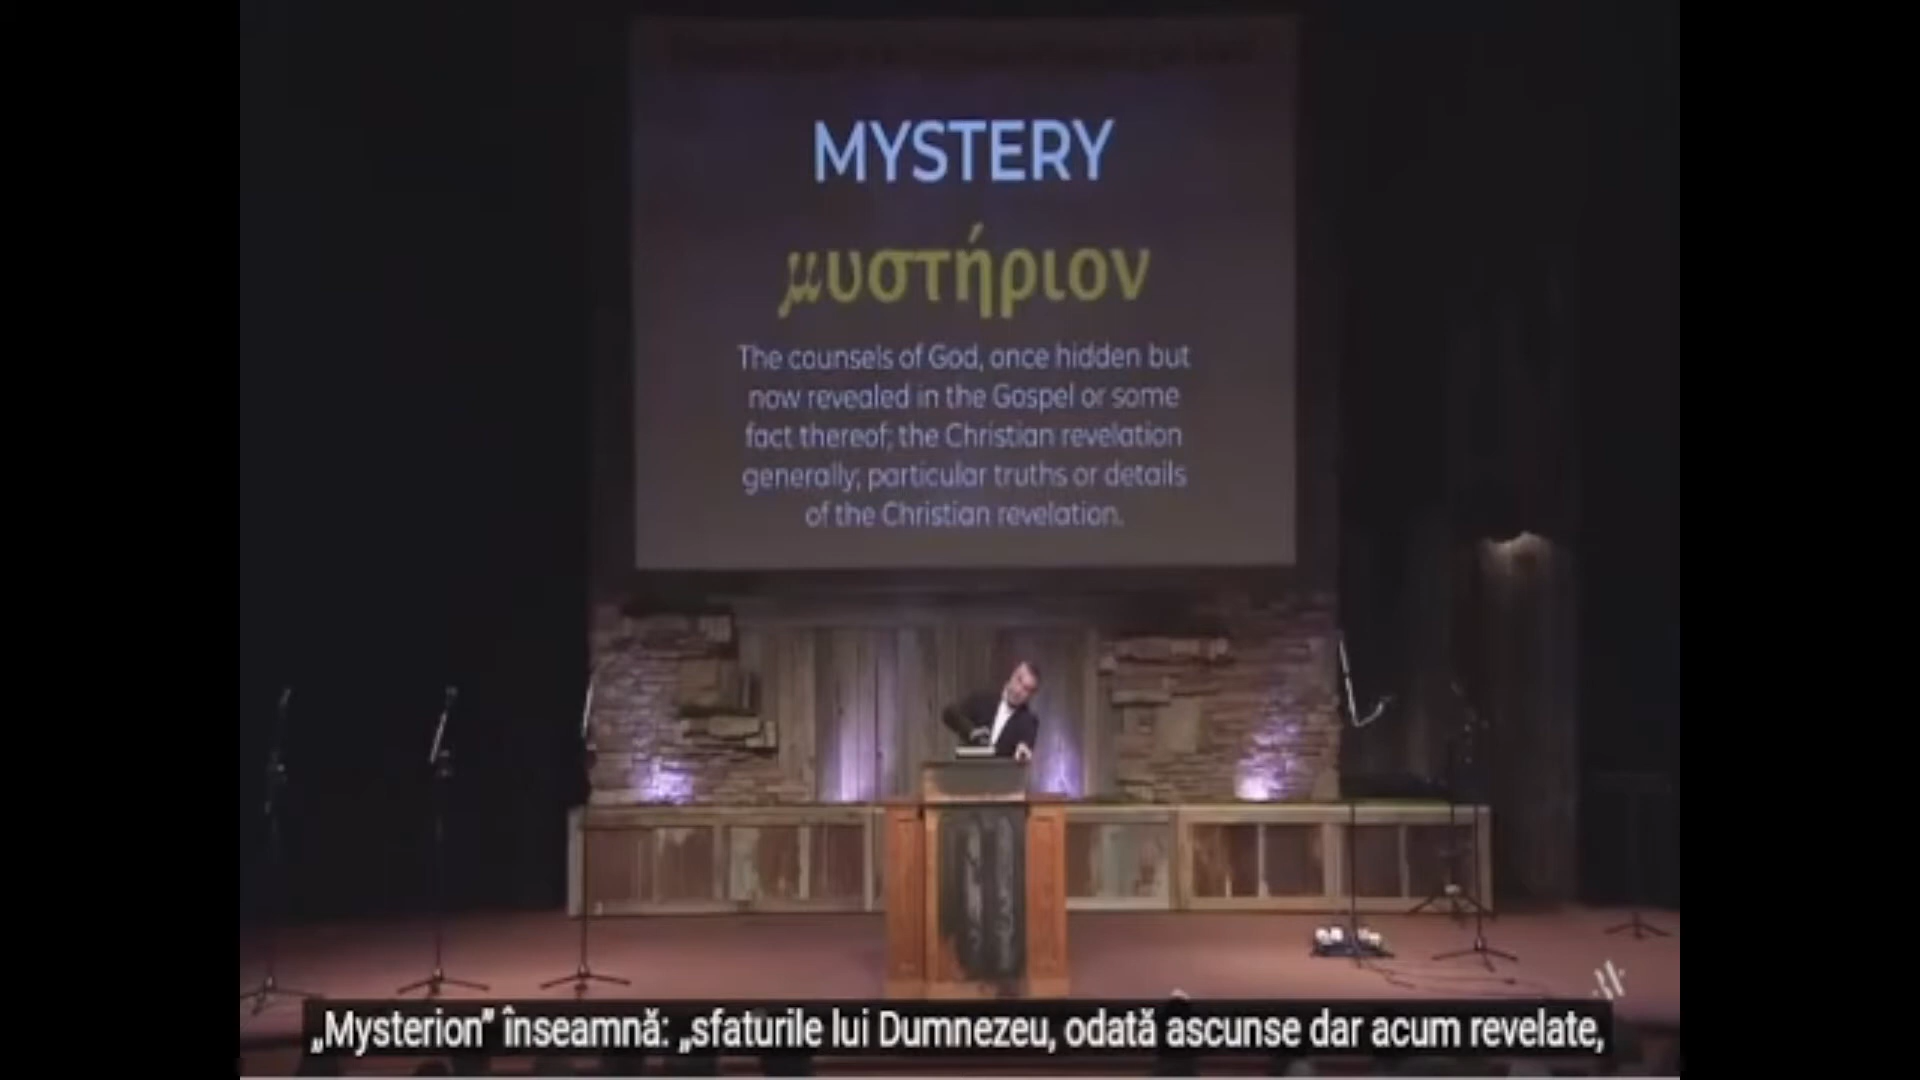 MYSTERY
μυστήριον
The counsels of God, once hidden but
now revealed in the Gospel or some
fact thereof; the Christian revelation
generally; particular truths or details
of the Christian revelation.
„Mysterion” înseamnă: „sfaturile lui Dumnezeu, odată ascunse dar acum revelate,